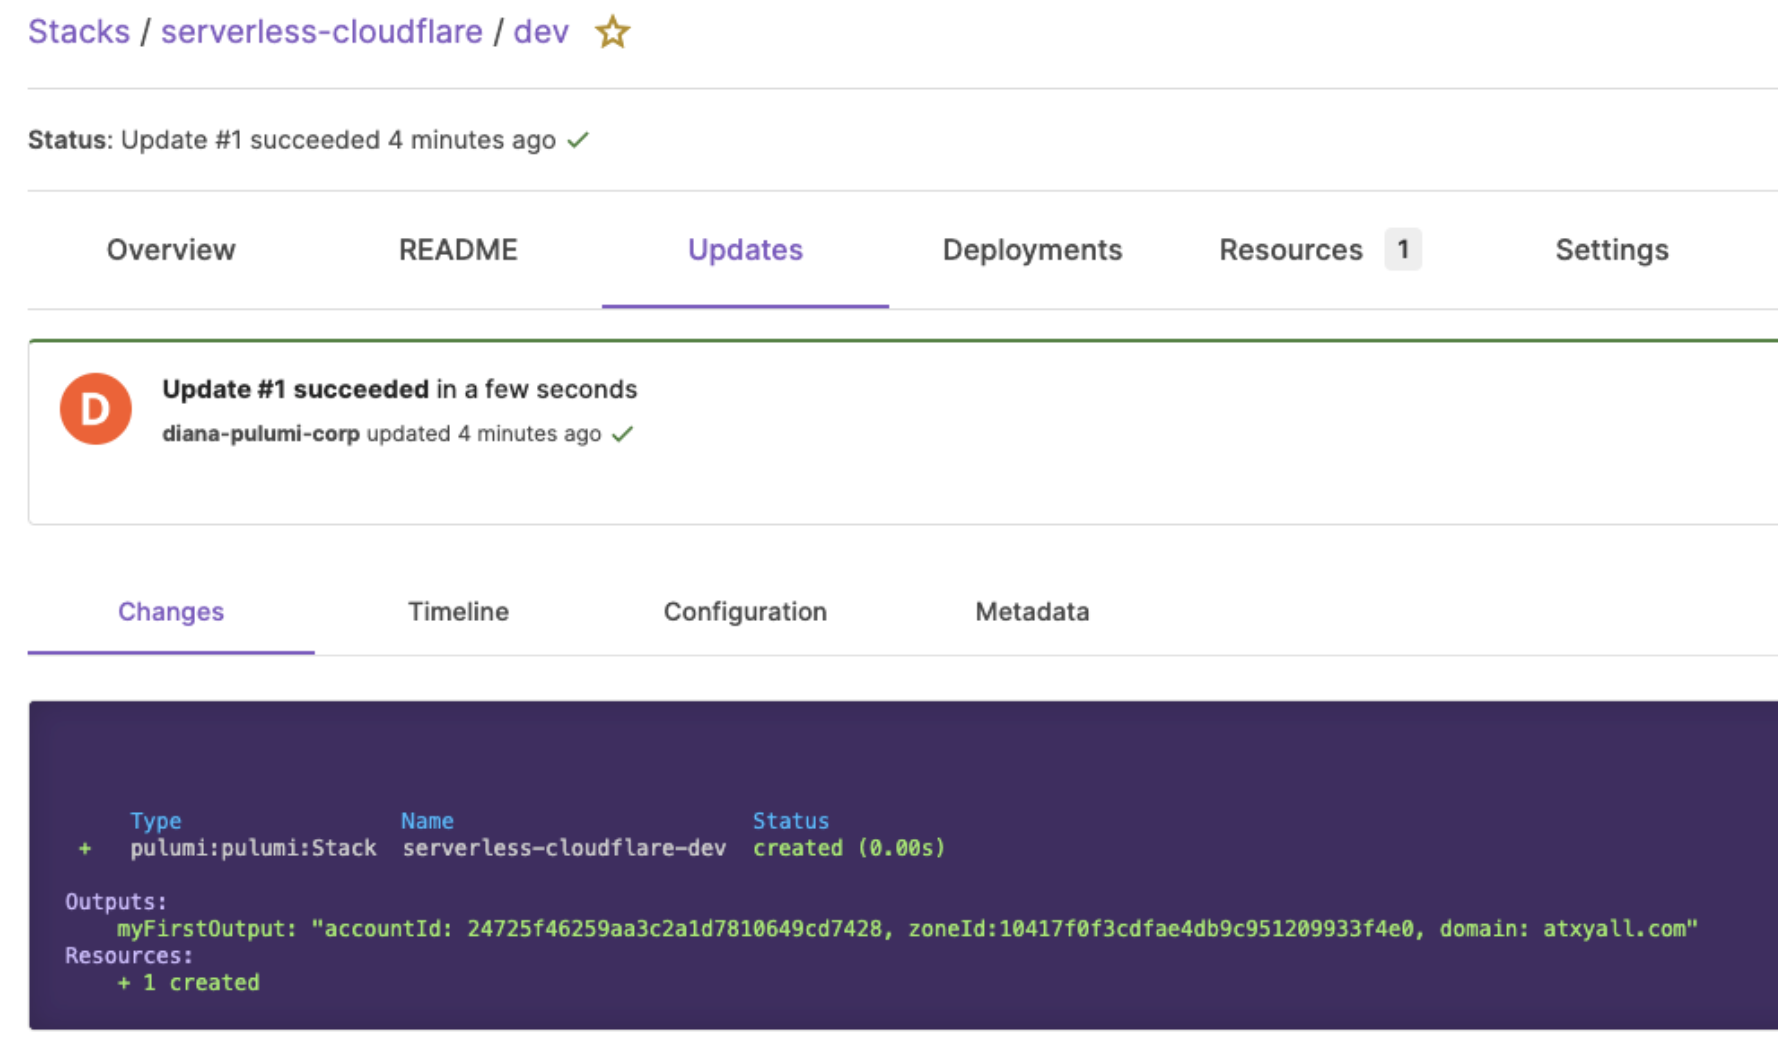 Stacks / serverless-cloudflare / dev
Status: Update #1 succeeded 4 minutes ago
Overview README Updates Deployments Resources 1 Settings
D
Update #1 succeeded in a few seconds
diana-pulumi-corp updated 4 minutes ago
Changes Timeline Configuration Metadata
Type Name Status
+ pulumi:pulumi:Stack serverless-cloudflare-dev created (0.00s)
Outputs:
myFirstOutput: "accountId: 24725f46259aa3c2a1d7810649cd7428, zoneId:10417f0f3cdfae4db9c951209933f4e0, domain: atxyall.com"
Resources:
+ 1 created